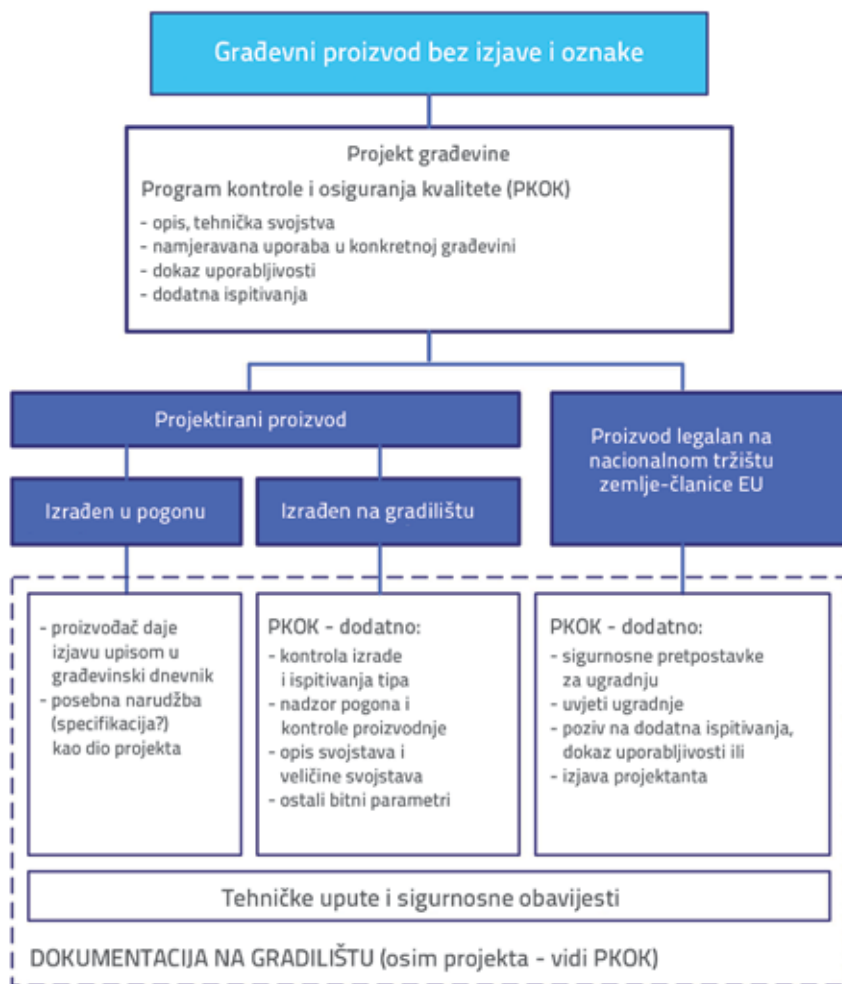 Građevni proizvod bez izjave i oznake
Projekt građevine
Program kontrole i osiguranja kvalitete (PKOK)
- opis, tehnička svojstva
- namjeravana uporaba u konkretnoj građevini
- dokaz uporabljivosti
- dodatna ispitivanja
Projektirani proizvod
Proizvod legalan na
nacionalnom tržištu
zemlje-članice EU
Izrađen u pogonu
Izrađen na gradilištu
- proizvođač daje
izjavu upisom u
građevinski dnevnik
- posebna narudžba
(specifikacija?)
kao dio projekta
PKOK - dodatno:
- kontrola izrade
i ispitivanja tipa
- nadzor pogona i
kontrole proizvodnje
- opis svojstava i
veličine svojstava
- ostali bitni parametri
PKOK - dodatno:
- sigurnosne pretpostavke
za ugradnju
- uvjeti ugradnje
- poziv na dodatna ispitivanja,
dokaz uporabljivosti ili
- izjava projektanta
Tehničke upute i sigurnosne obavijesti
DOKUMENTACIJA NA GRADILIŠTU (osim projekta - vidi PKOK)